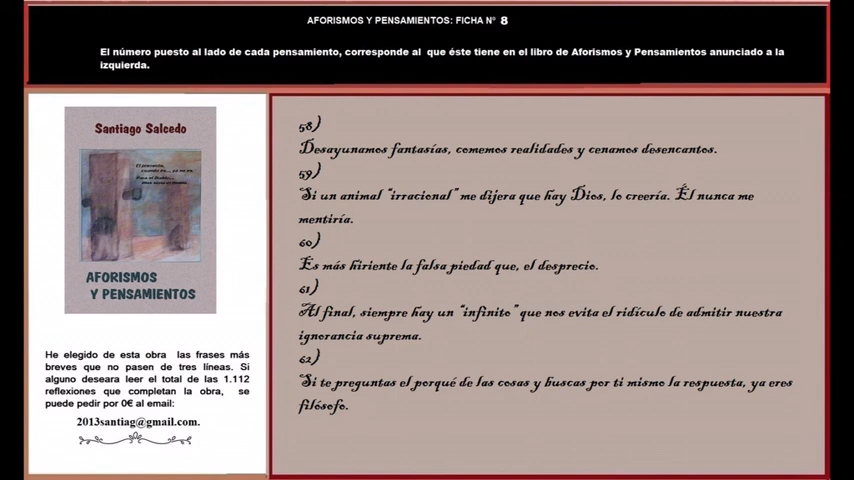 AFORISMOS Y PENSAMIENTOS: FICHA Nº 8
El número puesto al lado de cada pensamiento, corresponde al que éste tiene en el libro de Aforismos y Pensamientos anunciado a la
izquierda.
Santiago Salcedo
AFORISMOS
Y PENSAMIENTOS
He elegido de esta obra las frases más
breves que no pasen de tres líneas. Si
alguno deseara leer el total de las 1.112
reflexiones que completan la obra, se
puede pedir por 0€ al email:
2013santiag@gmail.com.
58)
Desayunamos fantasías, comemos realidades y cenamos desencantos.
59)
Si un animal “irracional” me dijera que hay Dios, lo creería. Él nunca me
mentiría.
60)
Es más hiriente la falsa piedad que, el desprecio.
61)
Al final, siempre hay un “infinito” que nos evita el ridículo de admitir nuestra
ignorancia suprema.
62)
Si te preguntas el porqué de las cosas y buscas por ti mismo la respuesta, ya eres
filósofo.